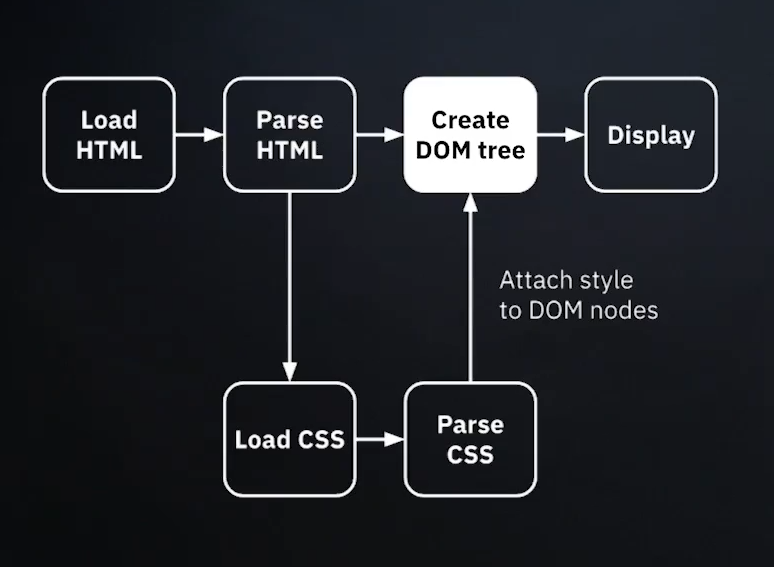 Load
HTML
Parse
HTML
Create
DOM tree
Display
Attach style
to DOM nodes
Load CSS
Parse
CSS